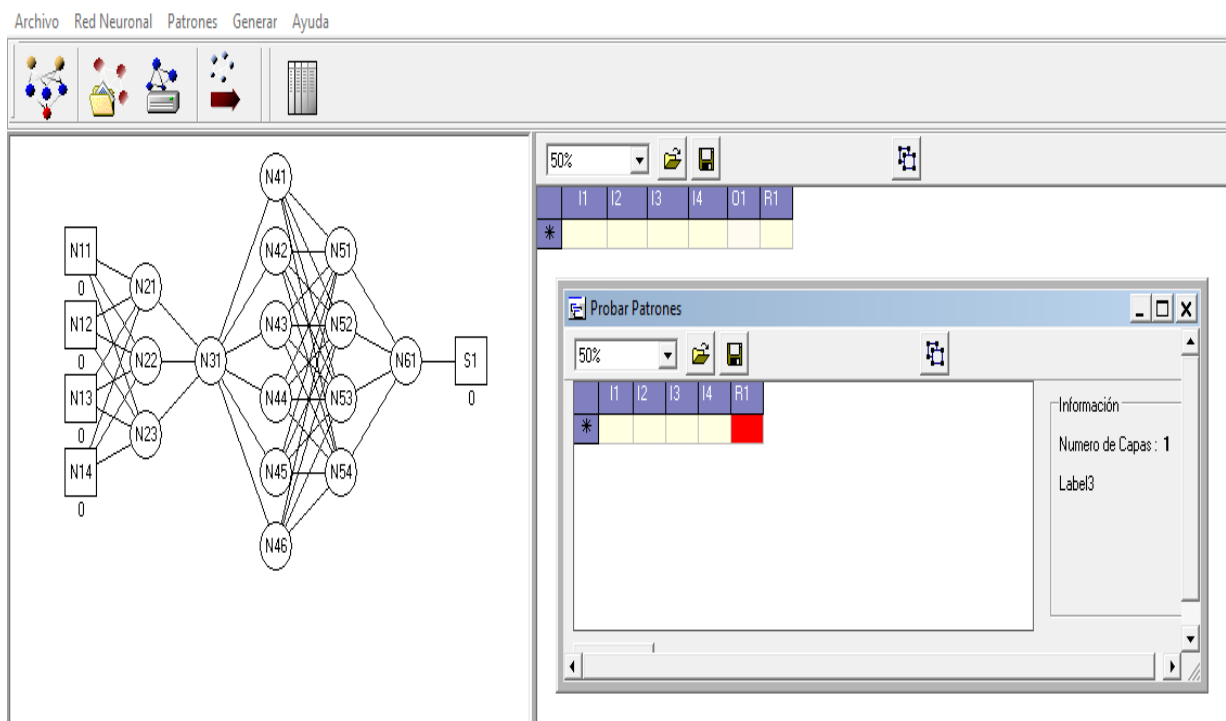 Archivo Red Neuronal Patrones Generar Ayuda
N41
N42
N43
N44
N45
N46
N11
0
N12
0
N13
0
N14
0
N21
N22
N23
N31
N51
N52
N53
N54
N61
S1
0
50%
I1 I2 I3 I4 O1 R1
*
Probar Patrones
50%
I1 I2 I3 I4 R1
*
Información
Numero de Capas : 1
Label3